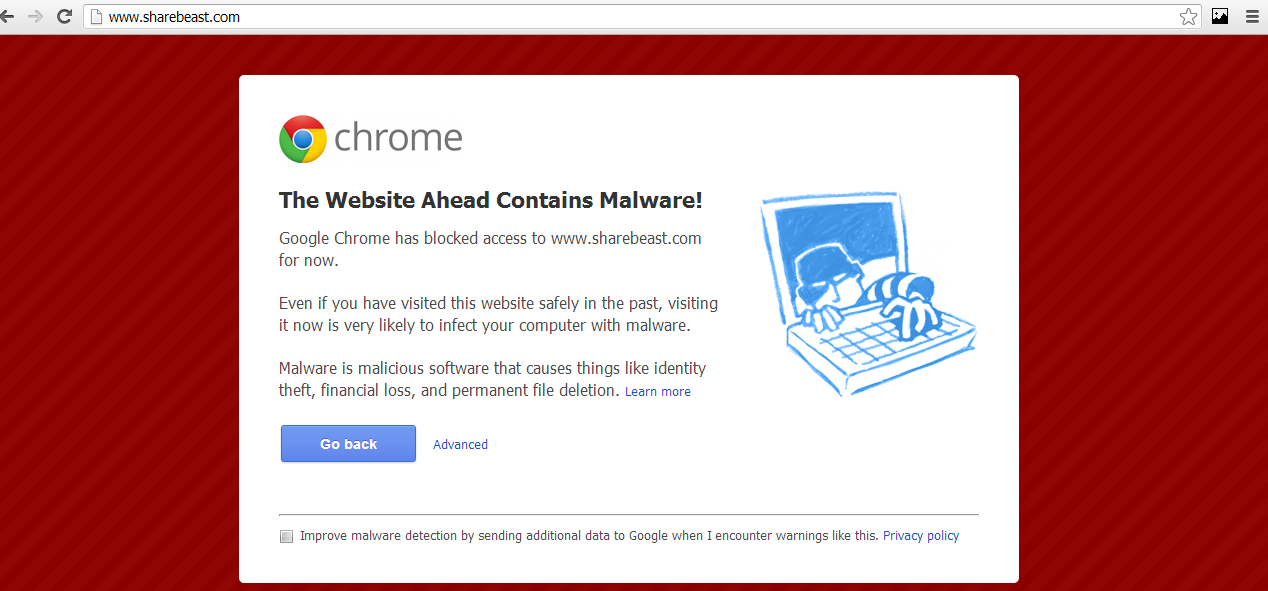 www.sharebeast.com
chrome
The Website Ahead Contains Malware!
Google Chrome has blocked access to www.sharebeast.com
for now.
Even if you have visited this website safely in the past, visiting
it now is very likely to infect your computer with malware.
Malware is malicious software that causes things like identity
theft, financial loss, and permanent file deletion. Learn more
Go back Advanced
Improve malware detection by sending additional data to Google when I encounter warnings like this. Privacy policy